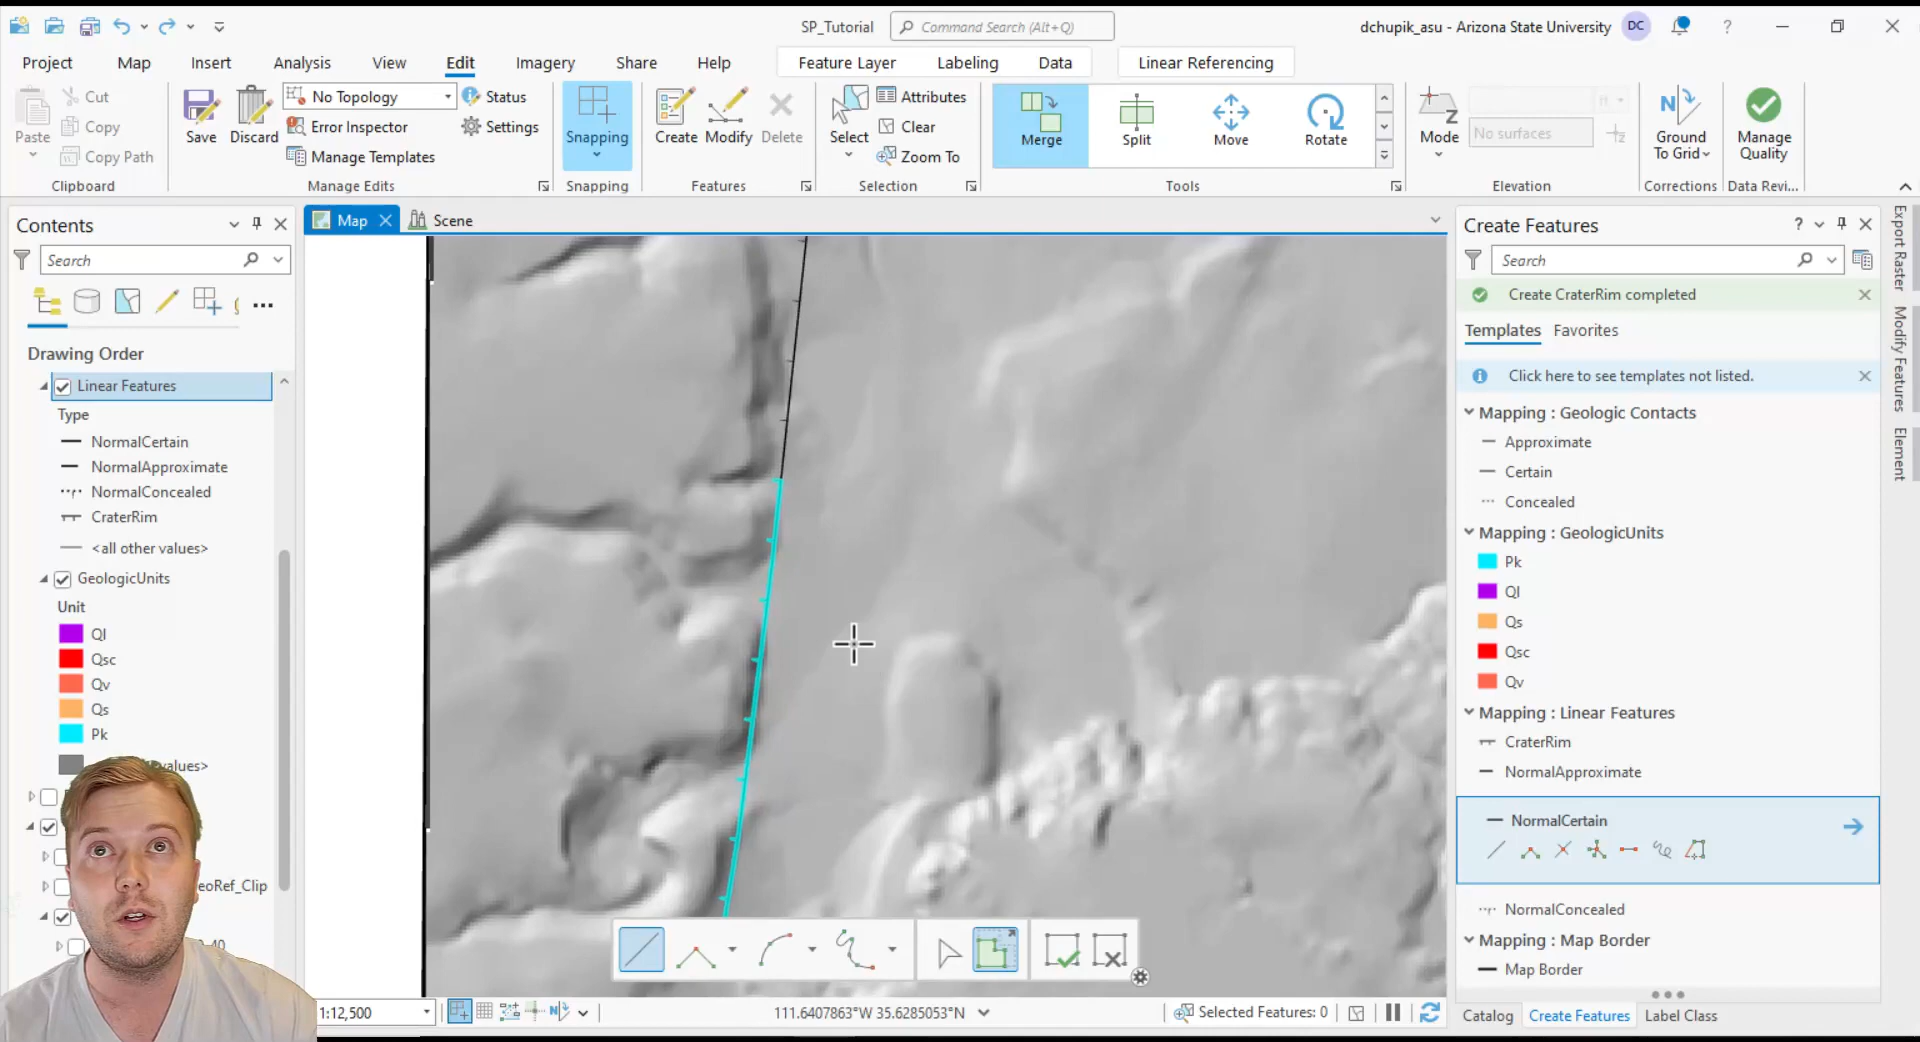 SP_Tutorial
Command Search (Alt+Q)
dchupik_asu - Arizona State University
DC
?
Project
Map
Insert
Analysis
View
Edit
Imagery
Share
Help
Feature Layer
Labeling
Data
Linear Referencing
Paste
Cut
Copy
Copy Path
Clipboard
Save
Discard
No Topology
Error Inspector
Manage Templates
Status
Settings
Manage Edits
Snapping
Snapping
Create
Modify
Delete
Features
Select
Attributes
Clear
Zoom To
Selection
Merge
Split
Move
Rotate
Tools
Mode
No surfaces
Elevation
Ground
To Grid
Corrections
Manage
Quality
Data Revi...
Contents
Search
Drawing Order
Linear Features
Type
NormalCertain
NormalApproximate
NormalConcealed
CraterRim
<all other values>
GeologicUnits
Unit
Ql
Qsc
Qv
Qs
Pk
values>
eoRef_Clip
40
Map
Scene
1:12,500
111.6407863°W 35.6285053°N
Selected Features: 0
Create Features
?
Search
Create CraterRim completed
Templates
Favorites
Click here to see templates not listed.
Mapping : Geologic Contacts
Approximate
Certain
Concealed
Mapping : GeologicUnits
Pk
Ql
Qs
Qsc
Qv
Mapping : Linear Features
CraterRim
NormalApproximate
NormalCertain
NormalConcealed
Mapping : Map Border
Map Border
Catalog
Create Features
Label Class
Export Raster
Modify Features
Element